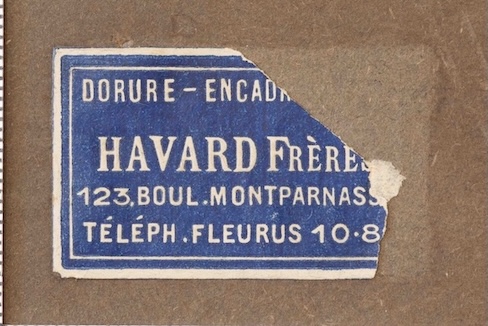 DORURE - ENCADR
HAVARD FRÈRES
123, BOUL. MONTPARNASS
TÉLÉPH. FLEURUS 10·8